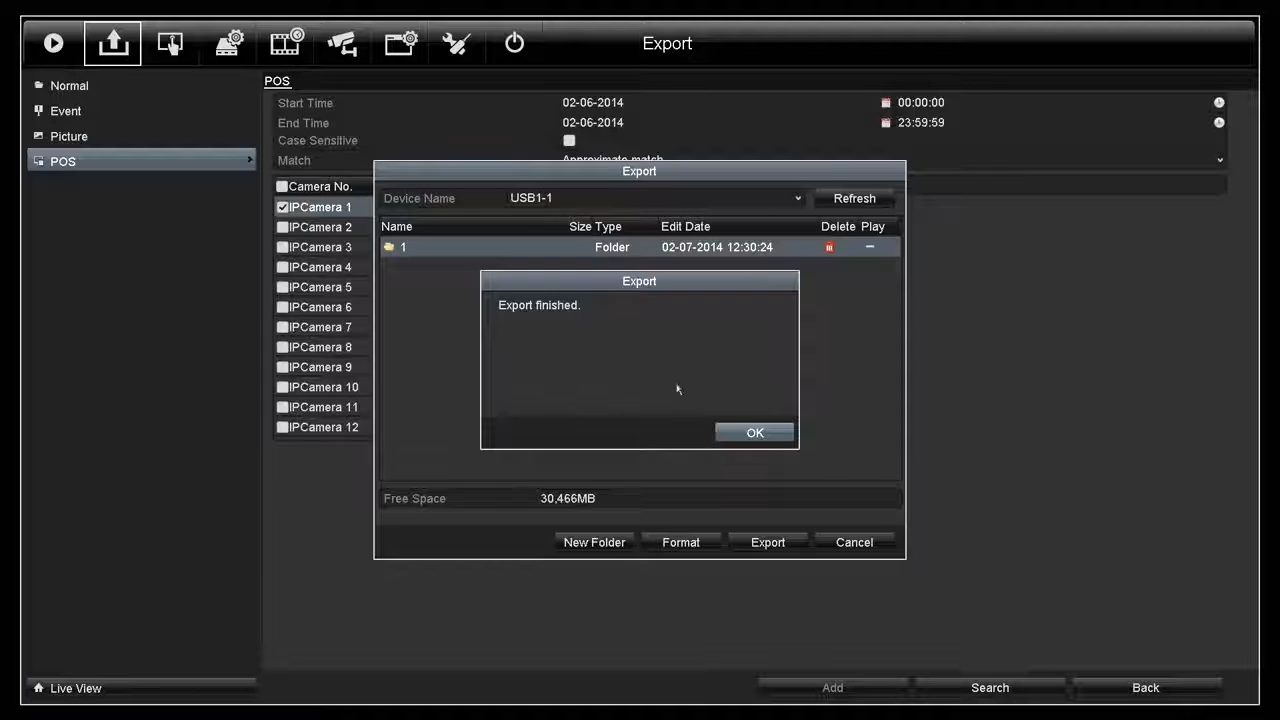 Export
Normal
Event
Picture
POS
POS
Start Time 02-06-2014 00:00:00
End Time 02-06-2014 23:59:59
Case Sensitive
Match Approximate match
Camera No.
IPCamera 1
IPCamera 2
IPCamera 3
IPCamera 4
IPCamera 5
IPCamera 6
IPCamera 7
IPCamera 8
IPCamera 9
IPCamera 10
IPCamera 11
IPCamera 12
Export
Device Name USB1-1 Refresh
Name Size Type Edit Date Delete Play
1 Folder 02-07-2014 12:30:24
Export
Export finished.
OK
Free Space 30,466MB
New Folder Format Export Cancel
Live View
Add Search Back